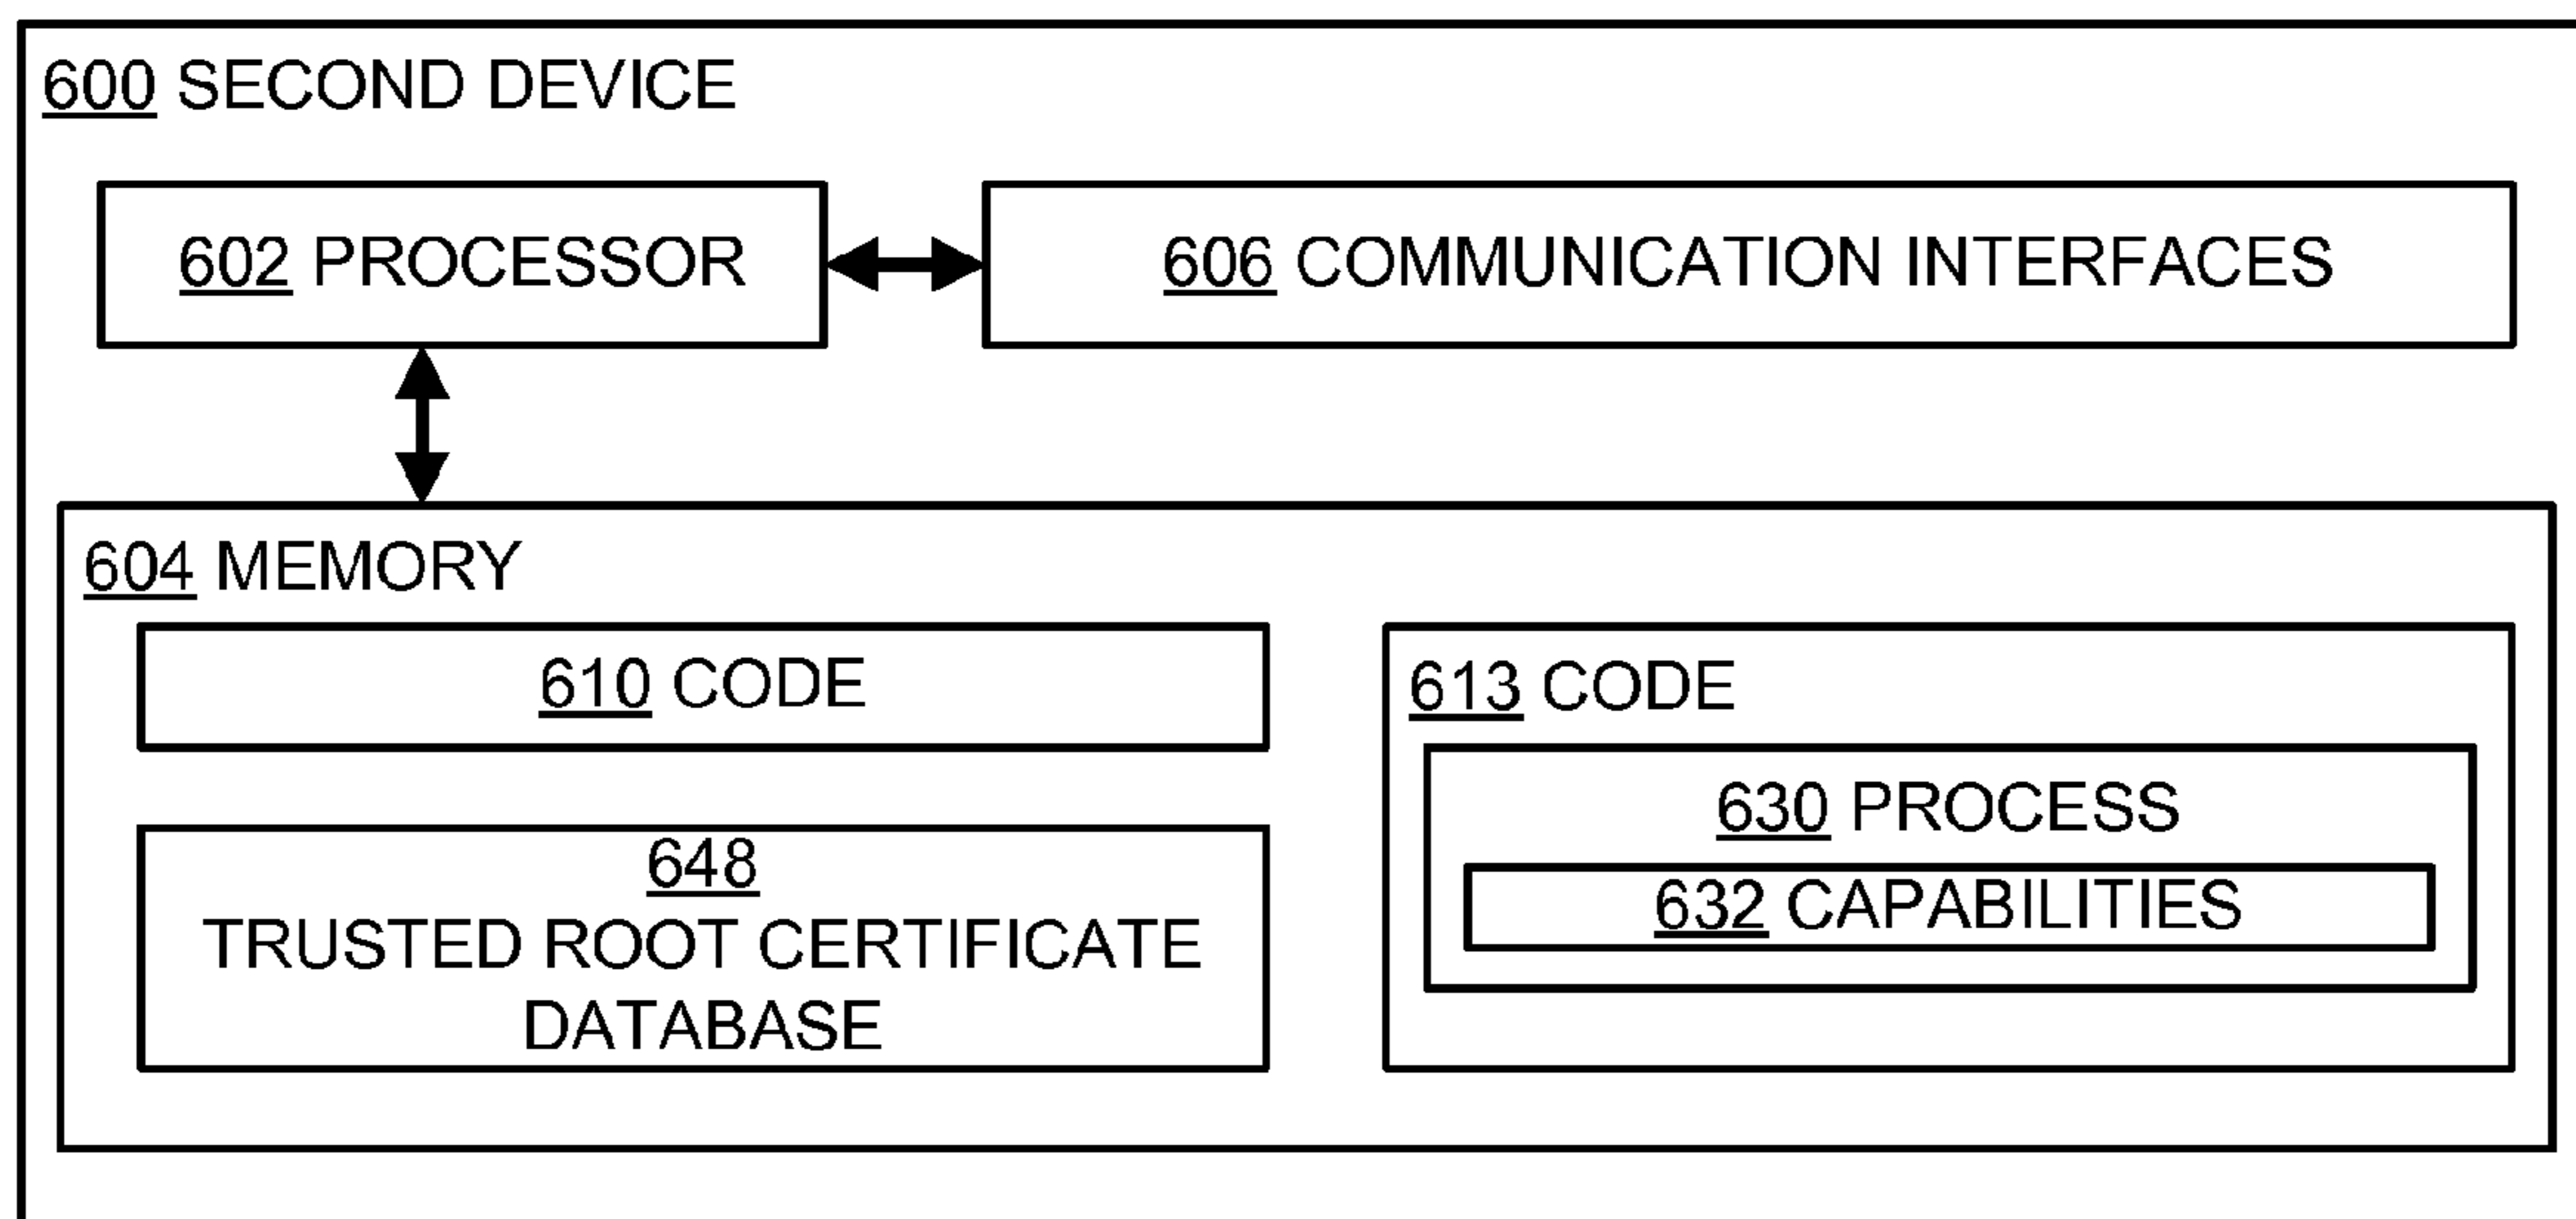 600 SECOND DEVICE
602 PROCESSOR
606 COMMUNICATION INTERFACES
604 MEMORY
610 CODE
613 CODE
630 PROCESS
632 CAPABILITIES
648
TRUSTED ROOT CERTIFICATE
DATABASE